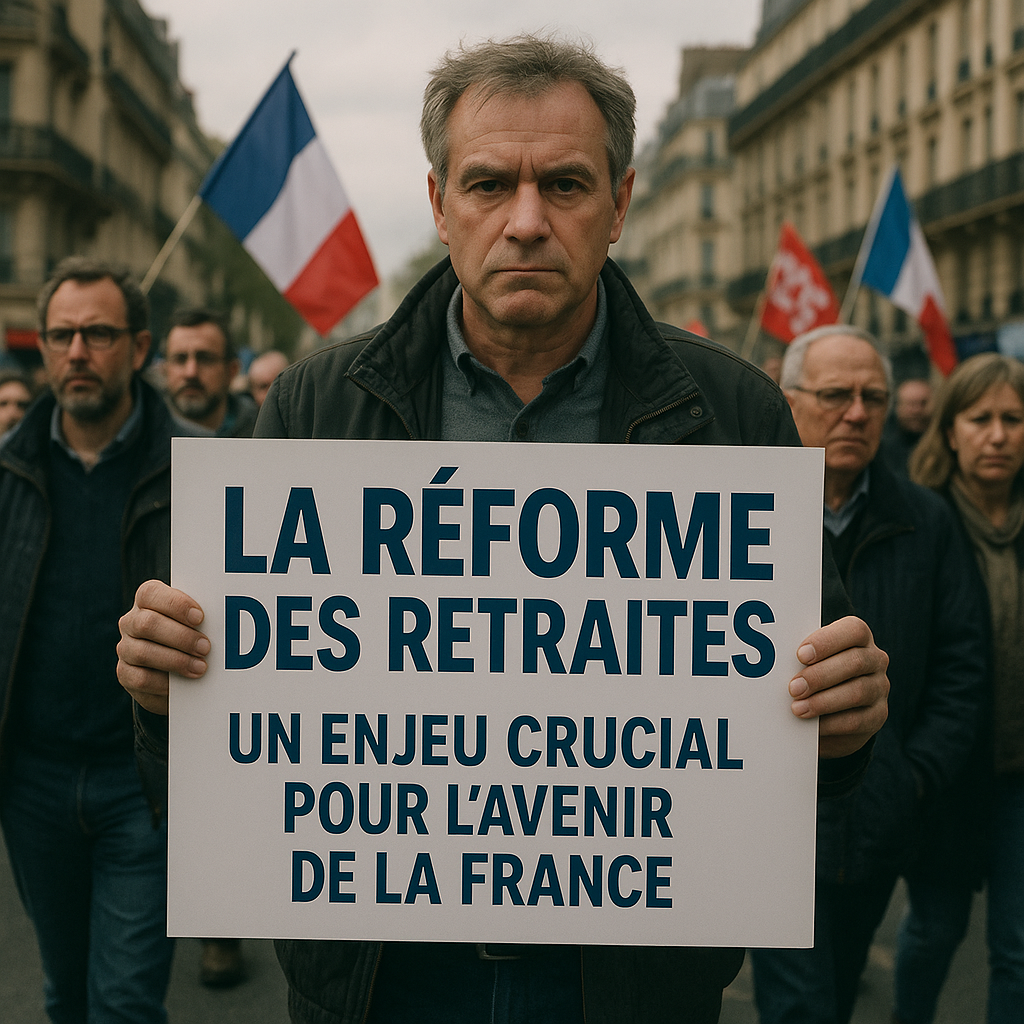 LA RÉFORME
DES RETRAITES
UN ENJEU CRUCIAL
POUR L'AVENIR
DE LA FRANCE